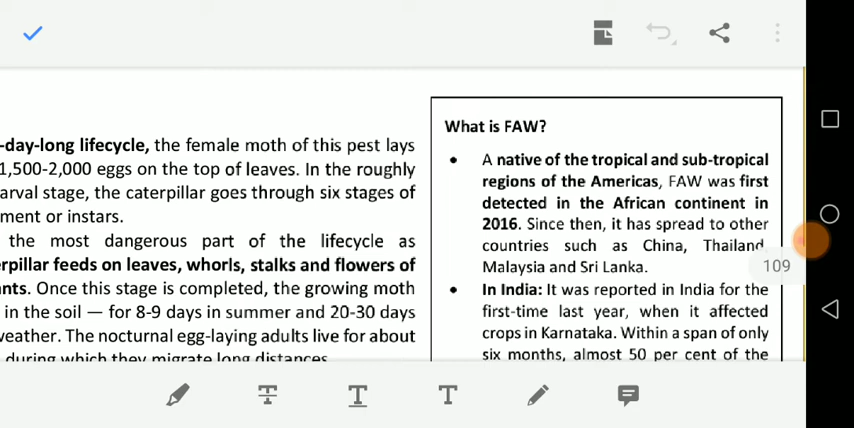 -day-long lifecycle, the female moth of this pest lays
1,500-2,000 eggs on the top of leaves. In the roughly
arval stage, the caterpillar goes through six stages of
ment or instars.
the most dangerous part of the lifecycle as
erpillar feeds on leaves, whorls, stalks and flowers of
ants. Once this stage is completed, the growing moth
in the soil — for 8-9 days in summer and 20-30 days
weather. The nocturnal egg-laying adults live for about
during which they migrate long distances.
What is FAW?
• A native of the tropical and sub-tropical
regions of the Americas, FAW was first
detected in the African continent in
2016. Since then, it has spread to other
countries such as China, Thailand,
Malaysia and Sri Lanka.
• In India: It was reported in India for the
first-time last year, when it affected
crops in Karnataka. Within a span of only
six months, almost 50 per cent of the
109
T
T
T